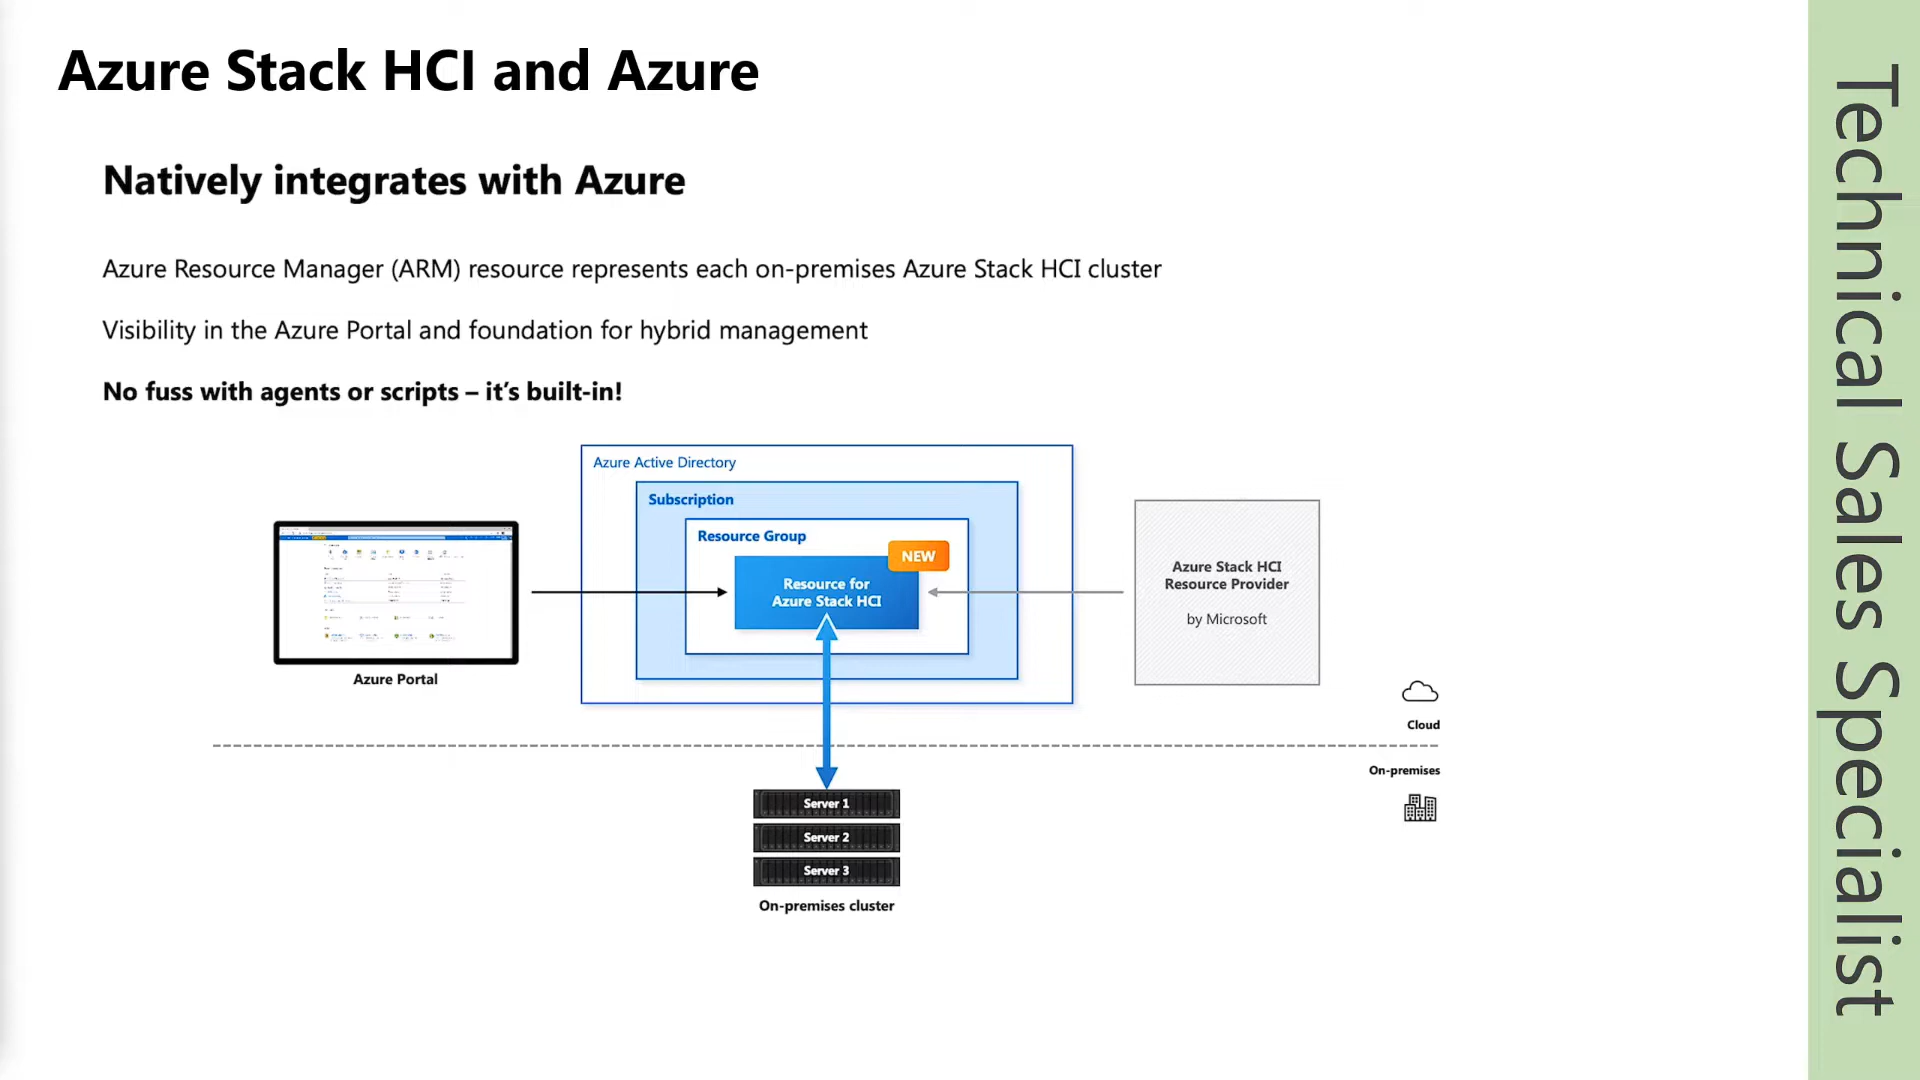 Azure Stack HCI and Azure
Natively integrates with Azure
Azure Resource Manager (ARM) resource represents each on-premises Azure Stack HCI cluster
Visibility in the Azure Portal and foundation for hybrid management
No fuss with agents or scripts – it's built-in!
Azure Active Directory
Subscription
Resource Group
NEW
Resource for
Azure Stack HCI
Azure Portal
Azure Stack HCI
Resource Provider
by Microsoft
Cloud
On-premises
Server 1
Server 2
Server 3
On-premises cluster
Technical Sales Specialist